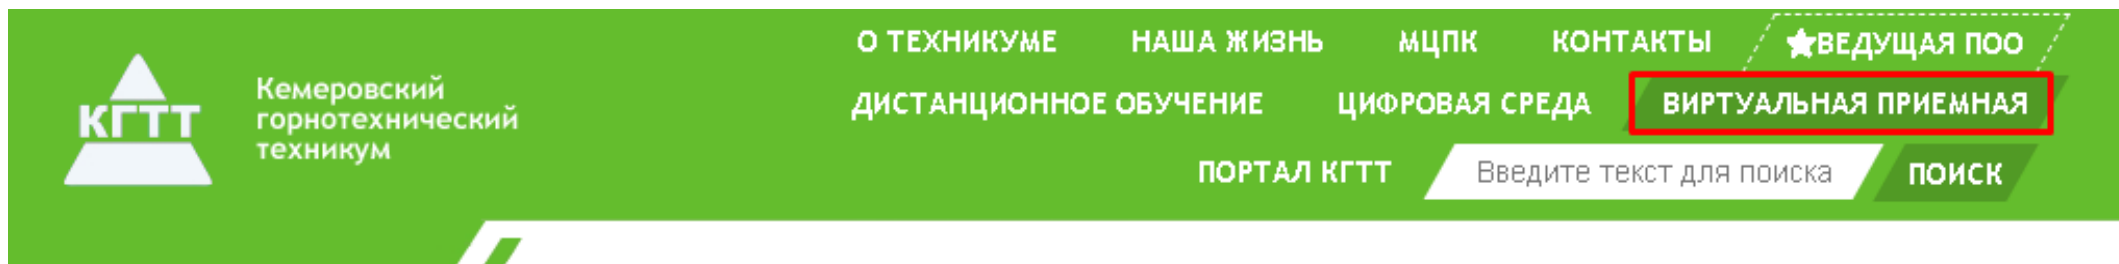 КГТТ
Кемеровский
горнотехнический
техникум
О ТЕХНИКУМЕ НАША ЖИЗНЬ МЦПК КОНТАКТЫ ★ВЕДУЩАЯ ПОО
ДИСТАНЦИОННОЕ ОБУЧЕНИЕ ЦИФРОВАЯ СРЕДА ВИРТУАЛЬНАЯ ПРИЕМНАЯ
ПОРТАЛ КГТТ Введите текст для поиска ПОИСК